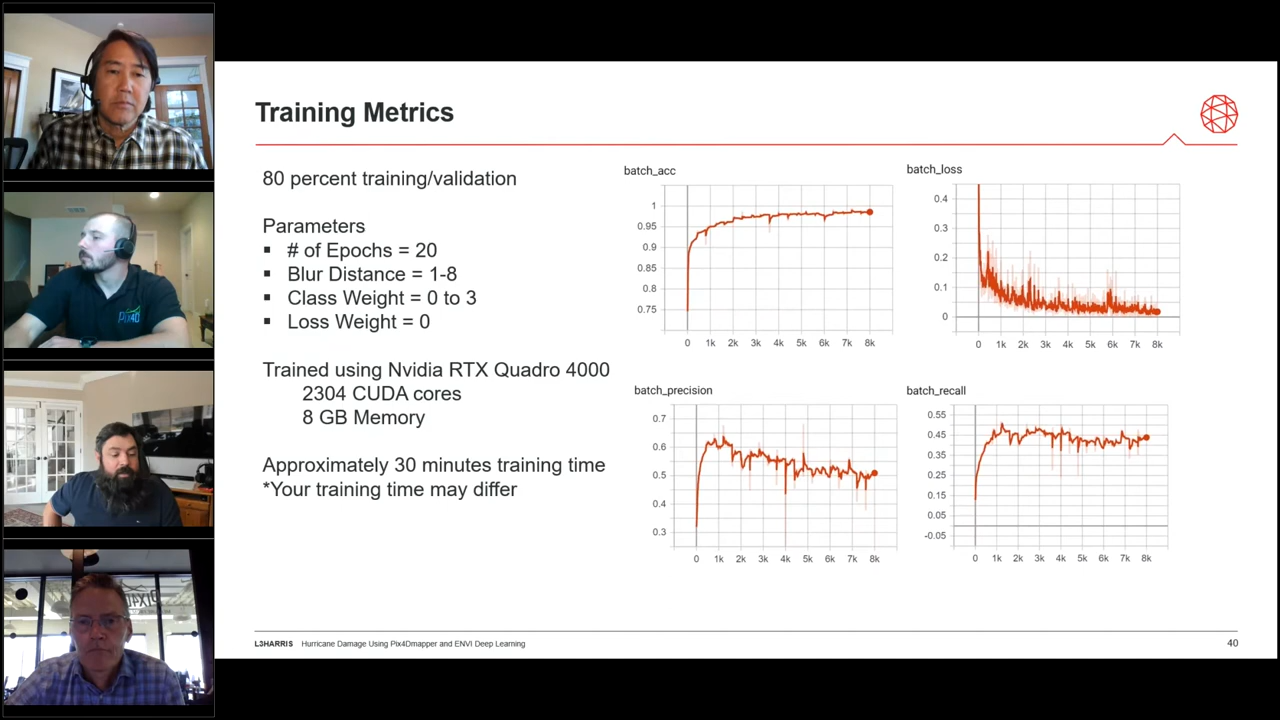 Training Metrics
80 percent training/validation
Parameters
▪ # of Epochs = 20
▪ Blur Distance = 1-8
▪ Class Weight = 0 to 3
▪ Loss Weight = 0
Trained using Nvidia RTX Quadro 4000
2304 CUDA cores
8 GB Memory
Approximately 30 minutes training time
*Your training time may differ
batch_acc
1
0.95
0.9
0.85
0.8
0.75
0 1k 2k 3k 4k 5k 6k 7k 8k
batch_loss
0.4
0.3
0.2
0.1
0
0 1k 2k 3k 4k 5k 6k 7k 8k
batch_precision
0.7
0.6
0.5
0.4
0.3
0 1k 2k 3k 4k 5k 6k 7k 8k
batch_recall
0.55
0.45
0.35
0.25
0.15
0.05
-0.05
0 1k 2k 3k 4k 5k 6k 7k 8k
L3HARRIS Hurricane Damage Using Pix4Dmapper and ENVI Deep Learning
40
PIX4D
PIX4D